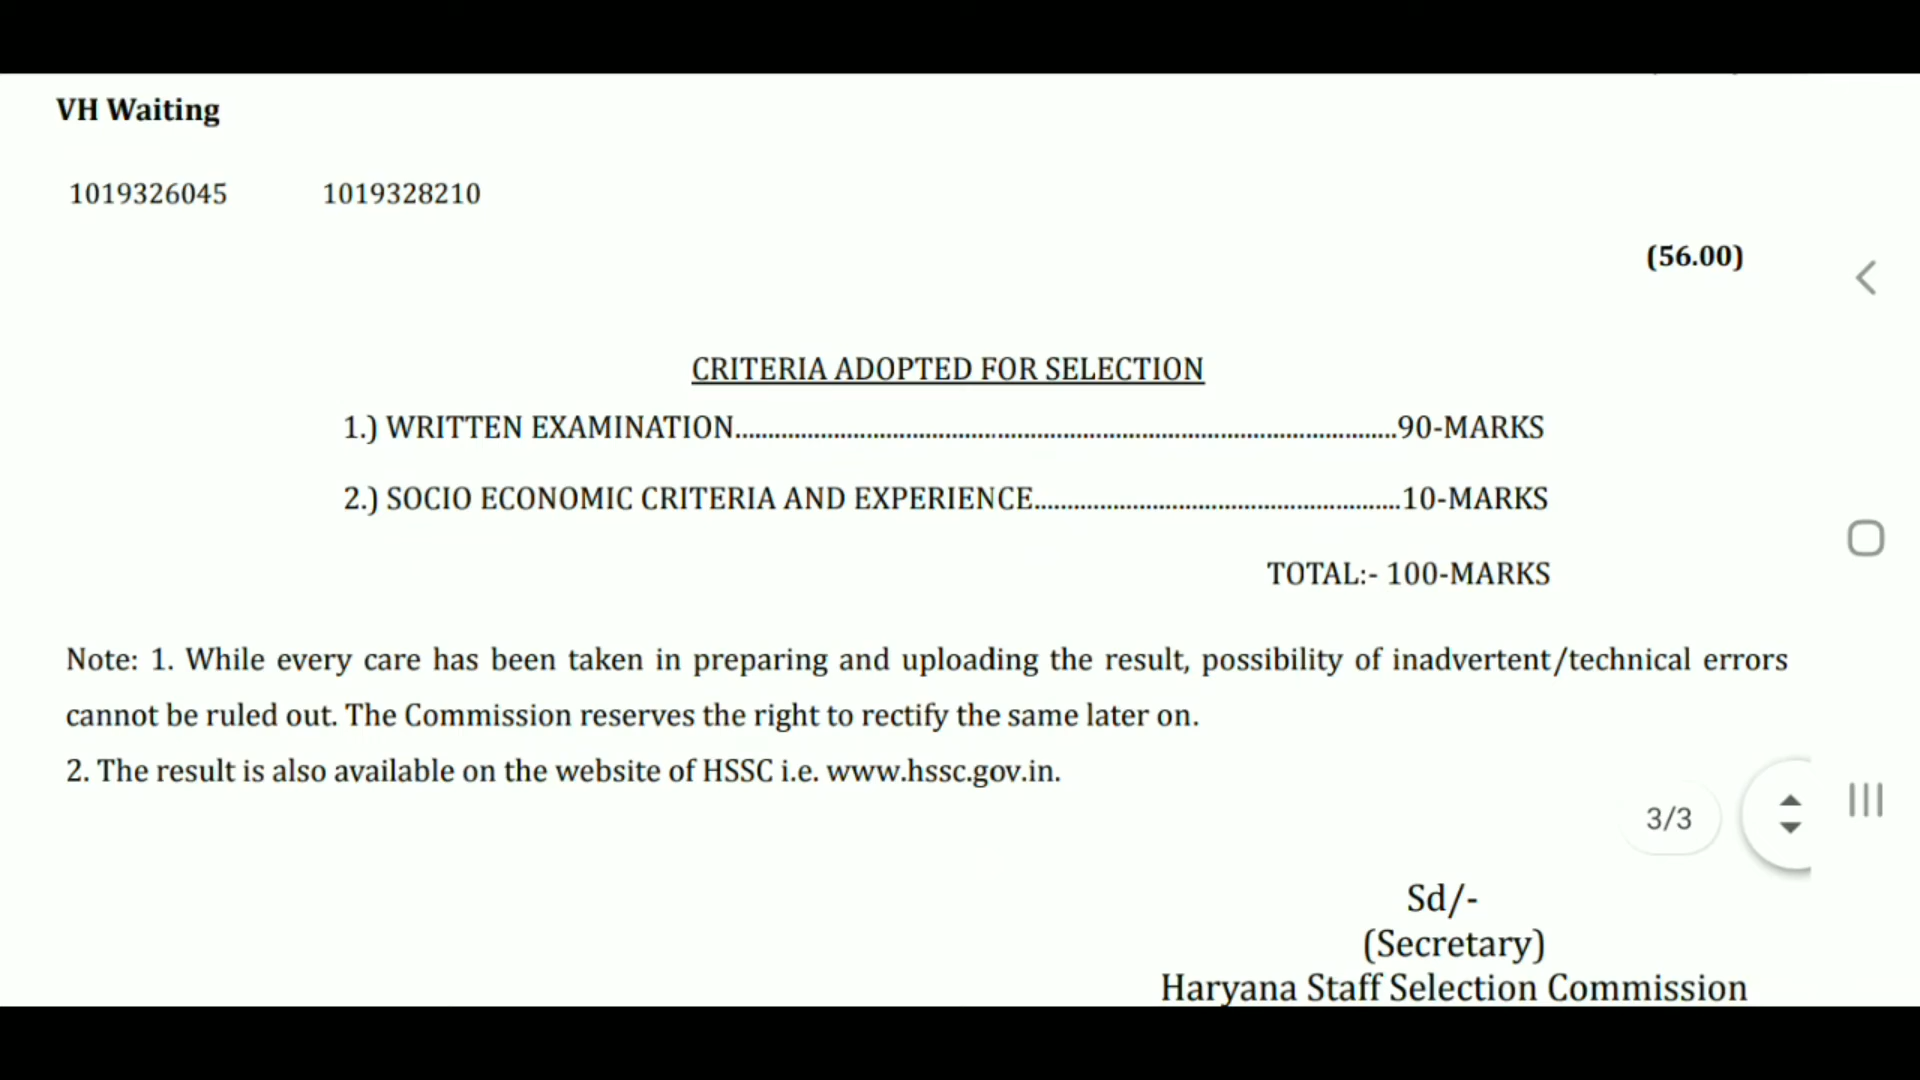 VH Waiting
1019326045 1019328210
(56.00)
CRITERIA ADOPTED FOR SELECTION
1.) WRITTEN EXAMINATION....................................................................................................90-MARKS
2.) SOCIO ECONOMIC CRITERIA AND EXPERIENCE.......................................................10-MARKS
TOTAL:- 100-MARKS
Note: 1. While every care has been taken in preparing and uploading the result, possibility of inadvertent/technical errors
cannot be ruled out. The Commission reserves the right to rectify the same later on.
2. The result is also available on the website of HSSC i.e. www.hssc.gov.in.
3/3
Sd/-
(Secretary)
Haryana Staff Selection Commission